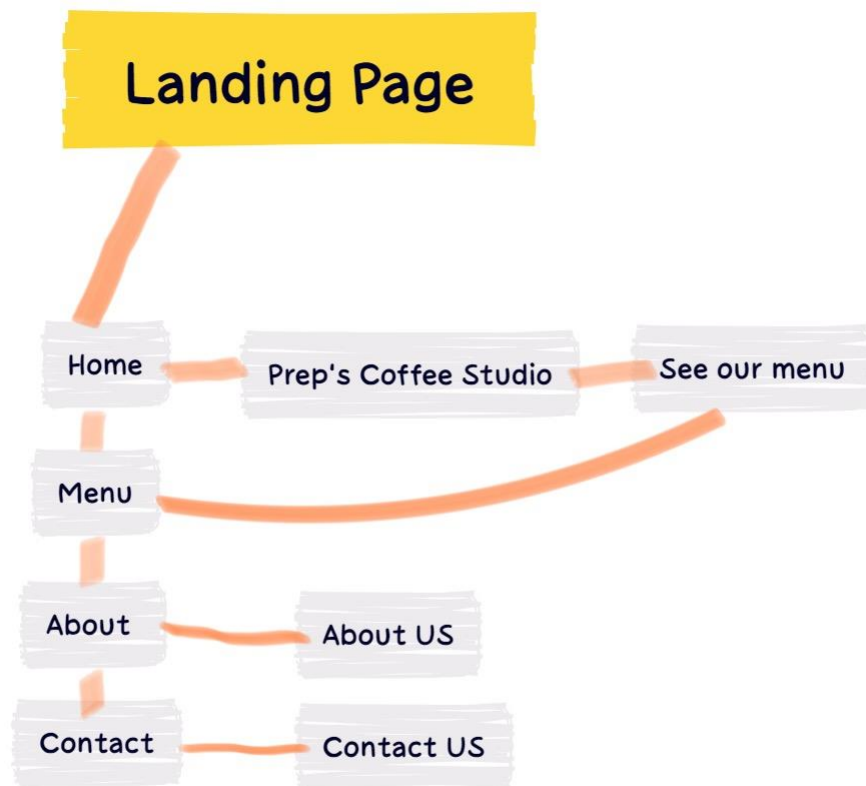 Landing Page
Home
Prep's Coffee Studio
See our menu
Menu
About
About US
Contact
Contact US